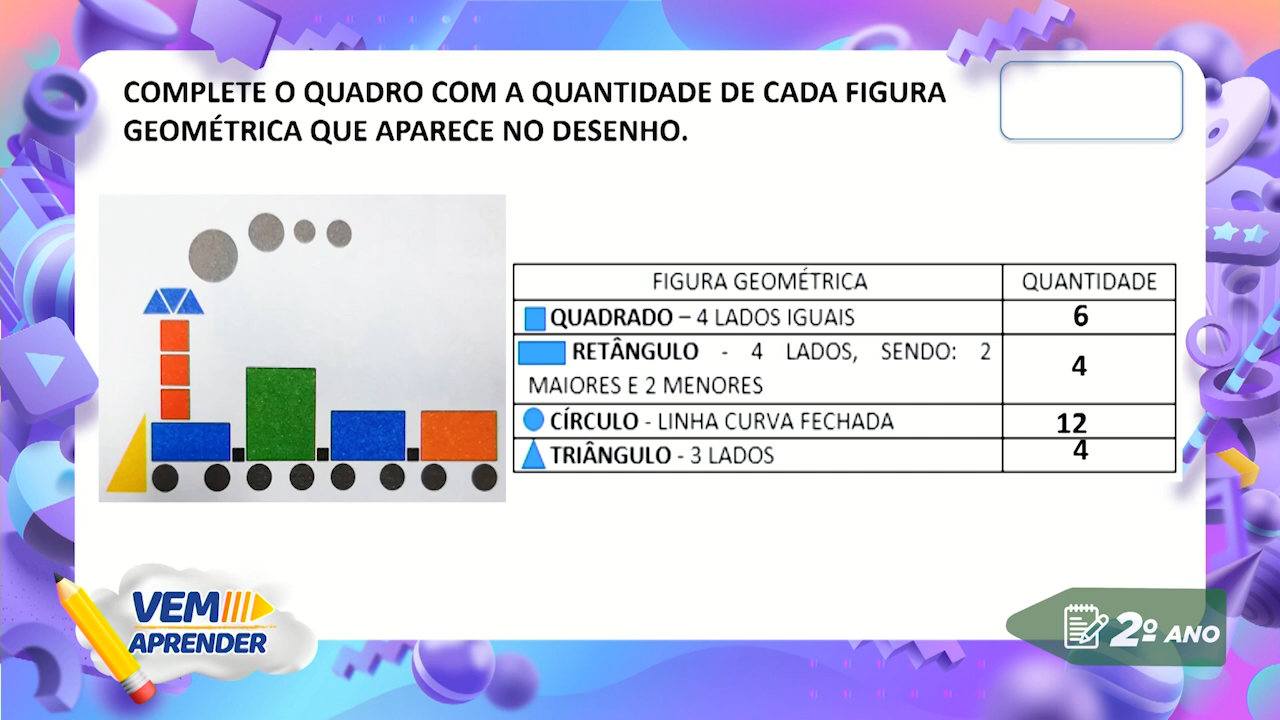 COMPLETE O QUADRO COM A QUANTIDADE DE CADA FIGURA
GEOMÉTRICA QUE APARECE NO DESENHO.
FIGURA GEOMÉTRICA QUANTIDADE
QUADRADO – 4 LADOS IGUAIS 6
RETÂNGULO - 4 LADOS, SENDO: 2
MAIORES E 2 MENORES 4
CÍRCULO - LINHA CURVA FECHADA 12
TRIÂNGULO - 3 LADOS 4
VEM
APRENDER
2º ANO